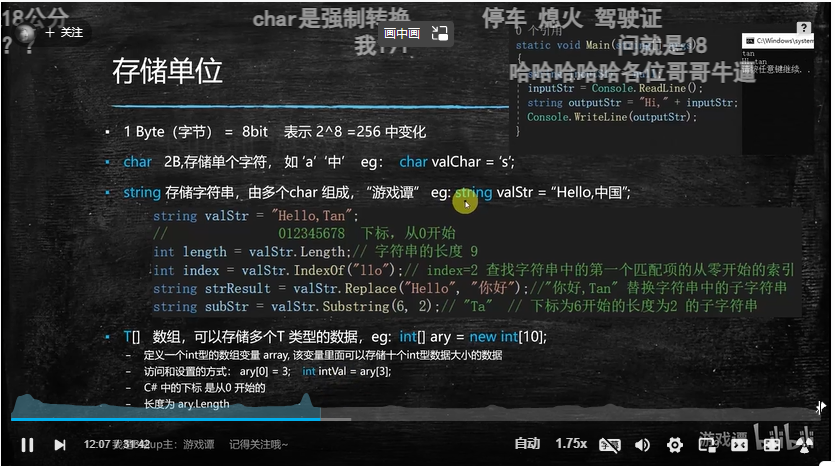 18公分
char是强制转换
停车 熄火 驾驶证
？？
+ 关注
画中画
问就是18
哈哈哈哈哈各位哥哥牛逼
个引用
static void Main(
inputStr = Console.ReadLine();
string outputStr = "Hi," + inputStr;
Console.WriteLine(outputStr);
}
C:\Windows\system
tan
Hi,tan
请按任意键继续. .
存储单位
▪ 1 Byte（字节） = 8bit 表示 2^8 =256 中变化
▪ char 2B,存储单个字符， 如 ‘a’ ‘中’ eg： char valChar = ‘s’;
▪ string 存储字符串，由多个char 组成，“游戏谭” eg: string valStr = “Hello,中国”;
string valStr = "Hello,Tan";
// 012345678 下标，从0开始
int length = valStr.Length;// 字符串的长度 9
int index = valStr.IndexOf("llo");// index=2 查找字符串中的第一个匹配项的从零开始的索引
string strResult = valStr.Replace("Hello", "你好");//"你好,Tan" 替换字符串中的子字符串
string subStr = valStr.Substring(6, 2);// "Ta" // 下标为6开始的长度为2 的子字符串
▪ T[] 数组，可以存储多个T 类型的数据，eg: int[] ary = new int[10];
– 定义一个int型的数组变量 array, 该变量里面可以存储十个int型数据大小的数据
– 访问和设置的方式： ary[0] = 3; int intVal = ary[3];
– C# 中的下标 是从0 开始的
– 长度为 ary.Length
12:07 / 31:42
up主：游戏谭 记得关注哦~
自动
1.75x
游戏谭
bilibili